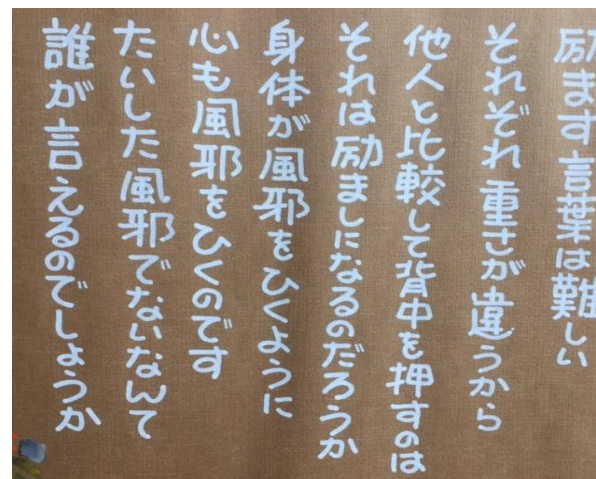 励ます言葉は難しい
それぞれ重さが違うから
他人と比較して背中を押すのは
それは励ましになるのだろうか
身体が風邪をひくように
心も風邪をひくのです
たいした風邪でないなんて
誰が言えるのでしょうか